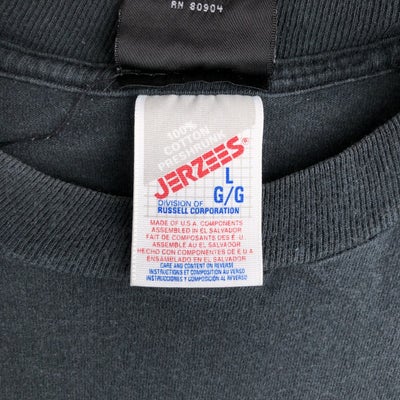 RN 80904
100%
COTTON
PRESHRUNK
JERZEES
L
G/G
DIVISION OF
RUSSELL CORPORATION
MADE OF U.S.A. COMPONENTS
ASSEMBLED IN EL SALVADOR
FAIT DE COMPOSANTS DES E.U.
ASSEMBLÉ AU EL SALVADOR
HECHO CON COMPONENTES DE E.U.A.
ENSAMBLADO EN EL SALVADOR
CARE AND CONTENT ON REVERSE
INSTRUCTIONS ET COMPOSITION AU VERSO
INSTRUCCIONES Y COMPOSICION AL REVERSO